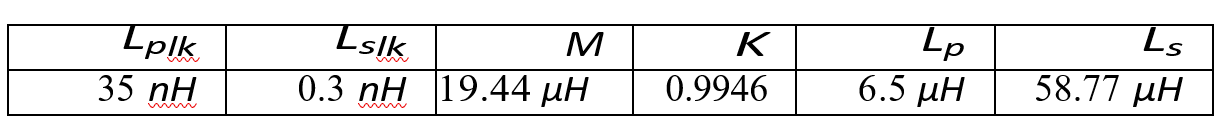 Lplk Lslk M K Lp Ls
35 nH 0.3 nH 19.44 μH 0.9946 6.5 μH 58.77 μH